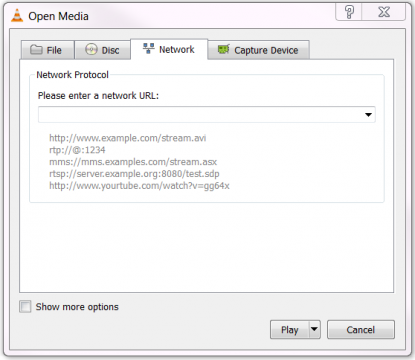 Open Media
File Disc Network Capture Device
Network Protocol
Please enter a network URL:
http://www.example.com/stream.avi
rtp://@:1234
mms://mms.examples.com/stream.asx
rtsp://server.example.org:8080/test.sdp
http://www.yourtube.com/watch?v=gg64x
Show more options
Play Cancel